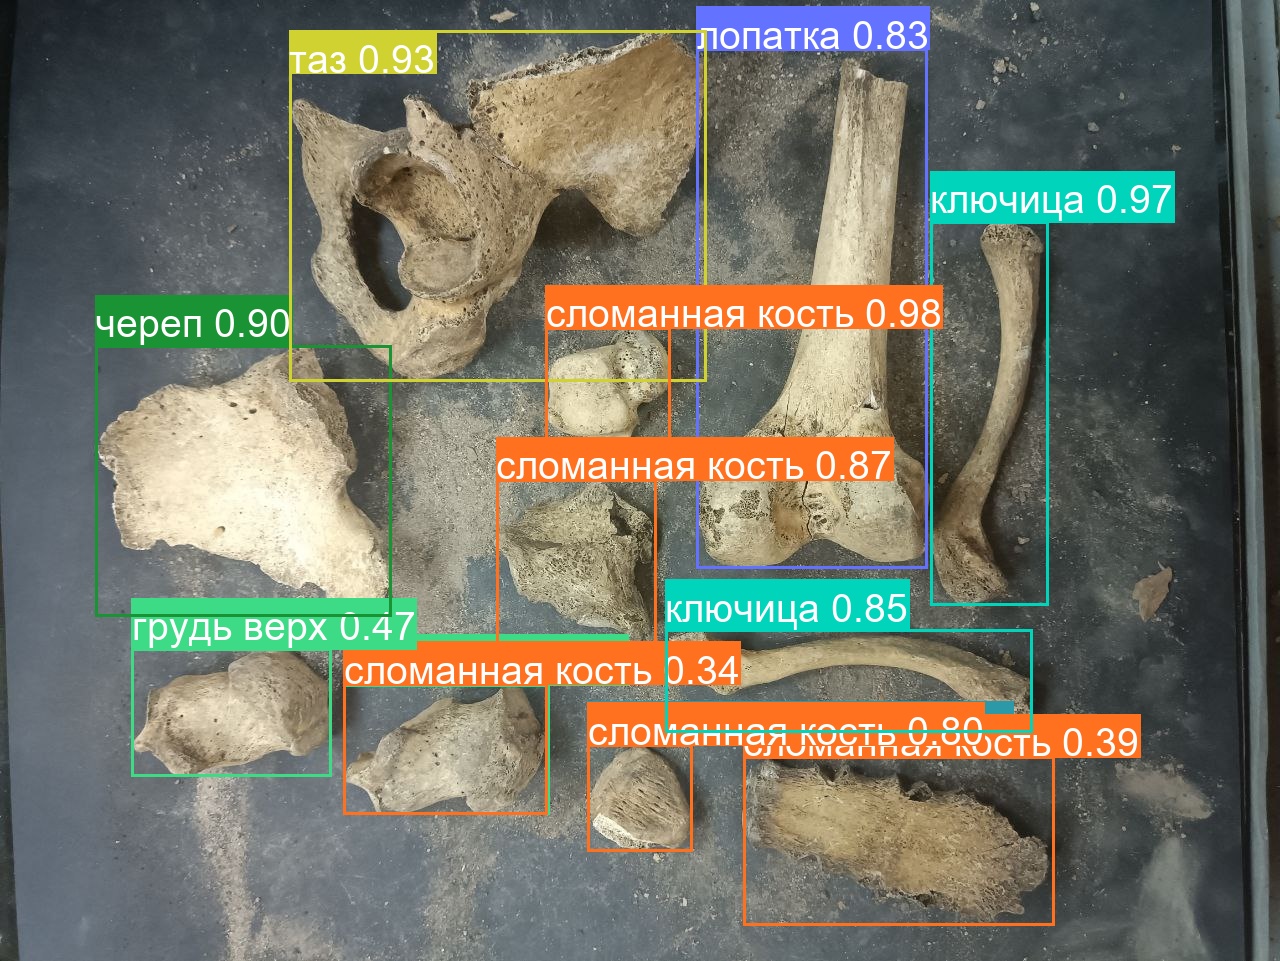 лопатка 0.83
таз 0.93
ключица 0.97
череп 0.90
сломанная кость 0.98
сломанная кость 0.87
ключица 0.85
грудь верх 0.47
сломанная кость 0.34
сломанная кость 0.80
сломанная кость 0.39